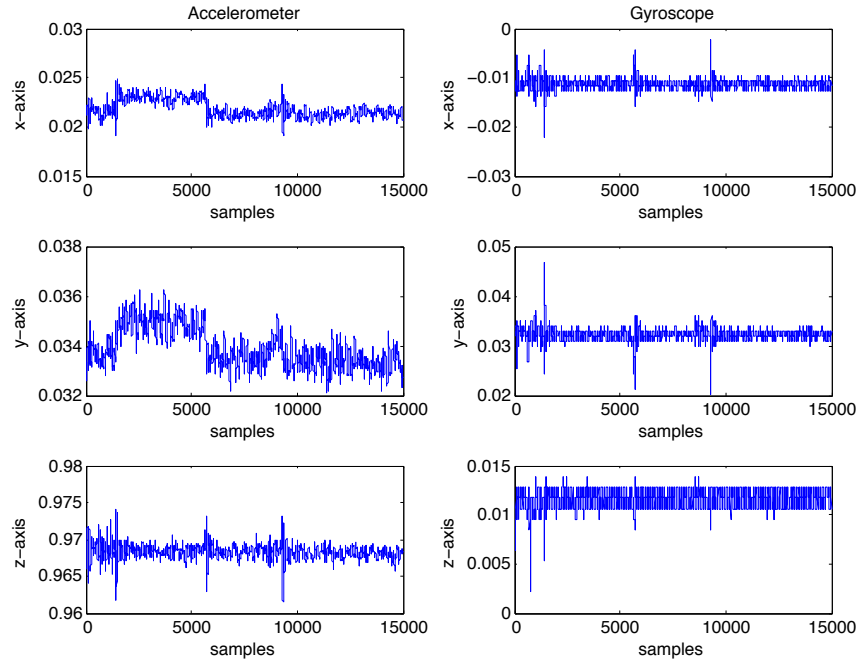 Accelerometer
0.03
0.025
0.02
0.015
x-axis
0 5000 10000 15000
samples
Gyroscope
0
−0.01
−0.02
−0.03
x-axis
0 5000 10000 15000
samples
0.038
0.036
0.034
0.032
y-axis
0 5000 10000 15000
samples
0.05
0.04
0.03
0.02
y-axis
0 5000 10000 15000
samples
0.98
0.975
0.97
0.965
0.96
z-axis
0 5000 10000 15000
samples
0.015
0.01
0.005
0
z-axis
0 5000 10000 15000
samples